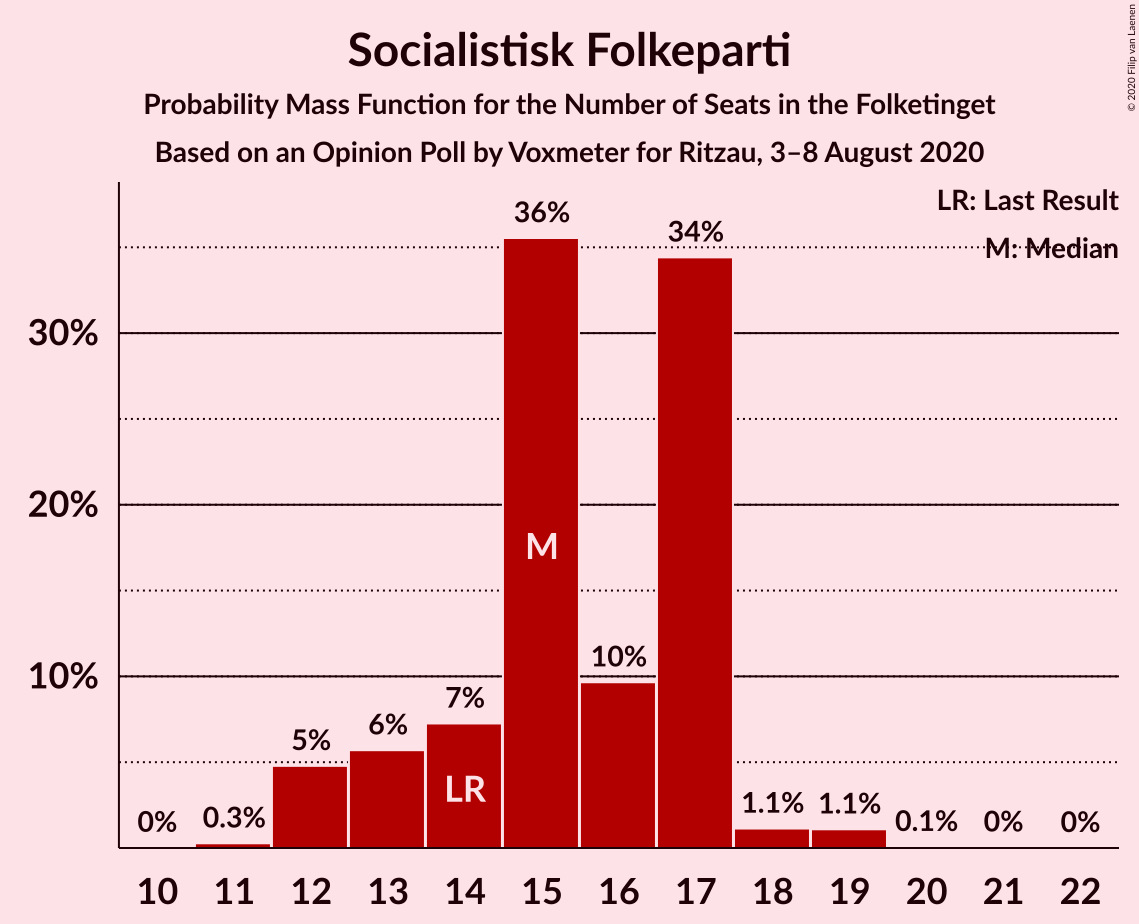 Socialistisk Folkeparti
Probability Mass Function for the Number of Seats in the Folketinget
Based on an Opinion Poll by Voxmeter for Ritzau, 3–8 August 2020
© 2020 Filip van Laenen
LR: Last Result
M: Median
36%
34%
30%
20%
M
10%
10%
7%
6%
5%
LR
0%
0.3%
1.1%
1.1%
0.1%
0%
0%
10 11 12 13 14 15 16 17 18 19 20 21 22